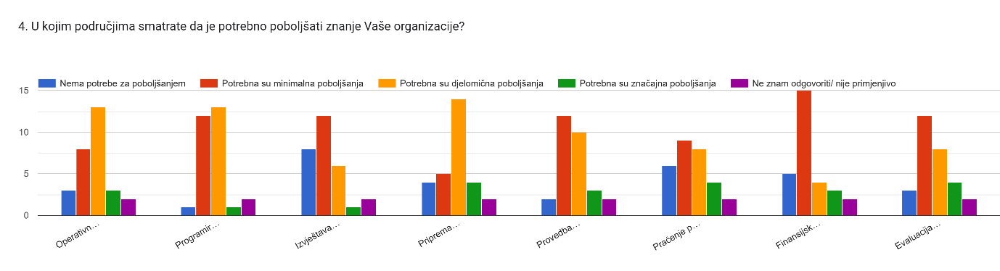 4. U kojim područjima smatrate da je potrebno poboljšati znanje Vaše organizacije?
Nema potrebe za poboljšanjem
Potrebna su minimalna poboljšanja
Potrebna su djelomična poboljšanja
Potrebna su značajna poboljšanja
Ne znam odgovoriti/ nije primjenjivo
15
10
5
0
Operativn…
Programir…
Izvještava…
Priprema…
Provedba…
Praćenje p…
Finansijsk…
Evaluacija…